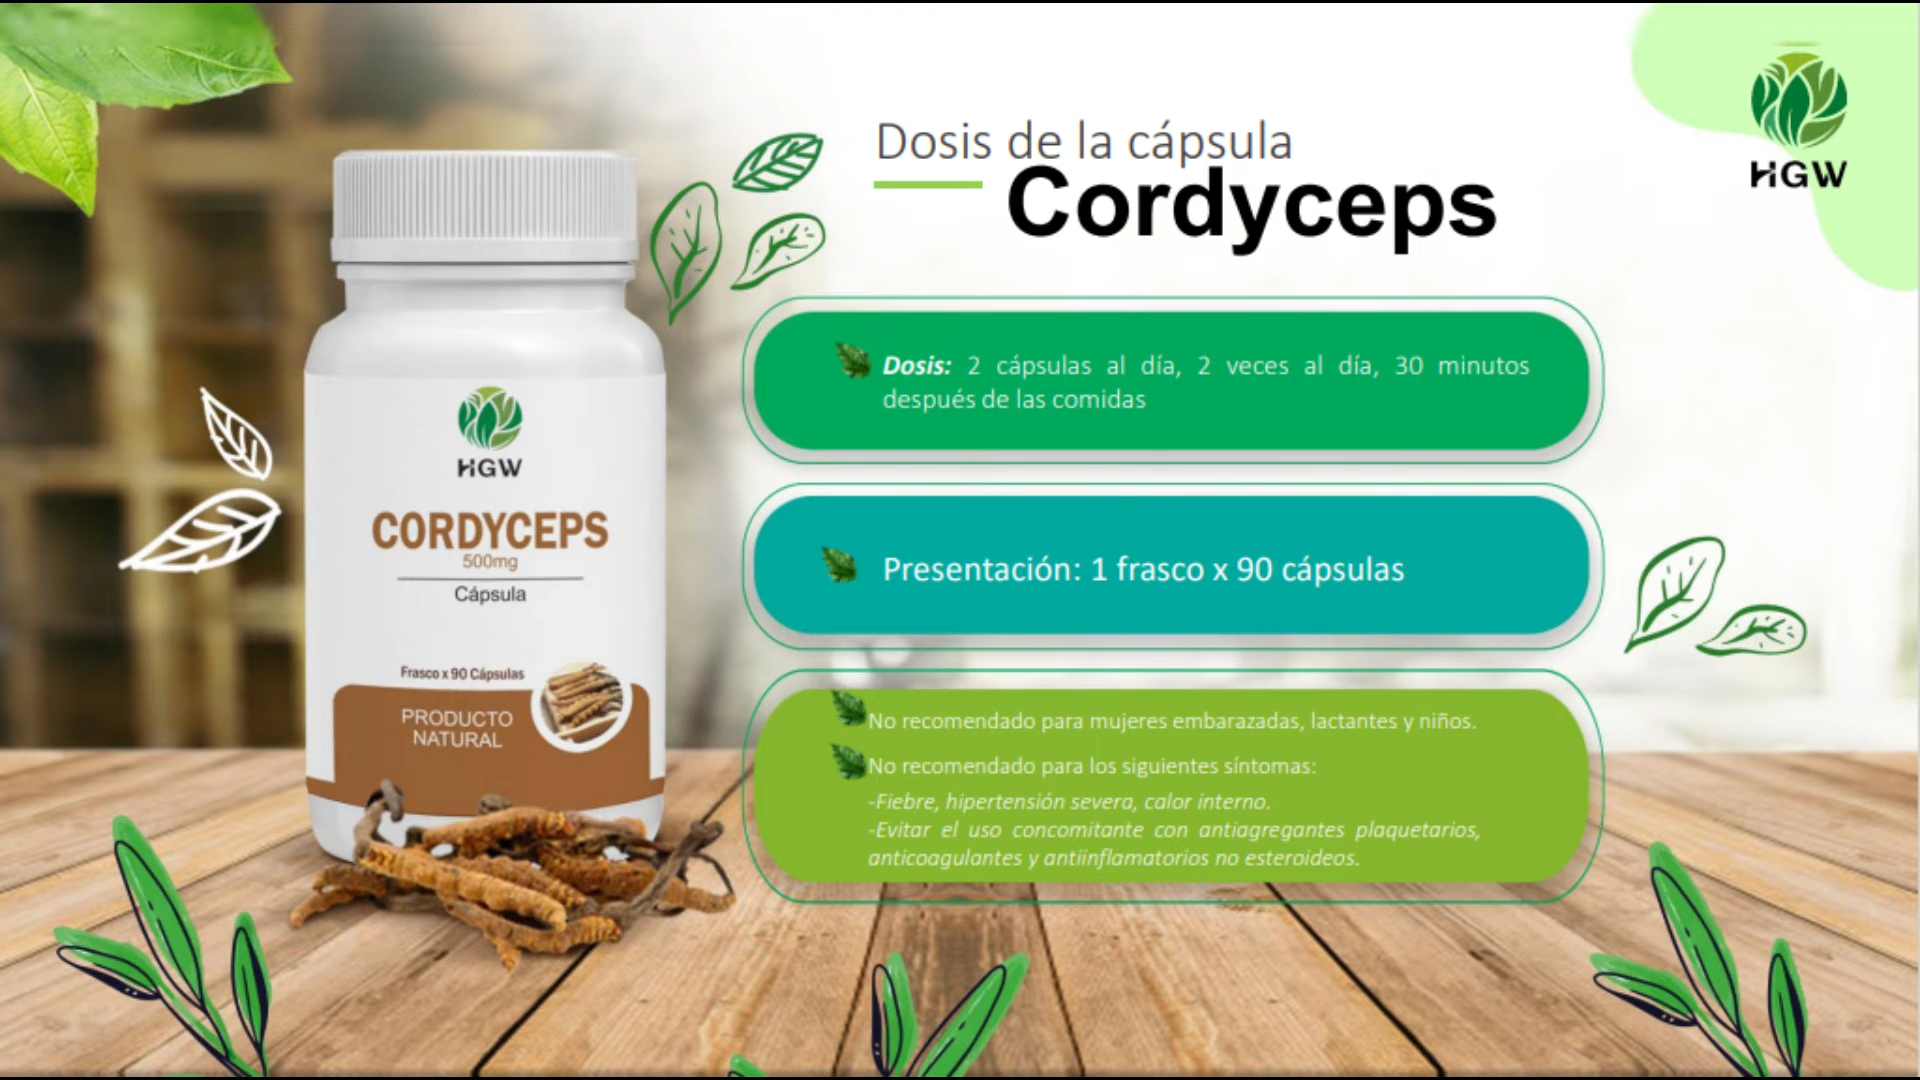 Dosis de la cápsula
Cordyceps
HGW
Dosis: 2 cápsulas al día, 2 veces al día, 30 minutos
después de las comidas
Presentación: 1 frasco x 90 cápsulas
No recomendado para mujeres embarazadas, lactantes y niños.
No recomendado para los siguientes síntomas:
-Fiebre, hipertensión severa, calor interno.
-Evitar el uso concomitante con antiagregantes plaquetarios,
anticoagulantes y antiinflamatorios no esteroideos.
HGW
CORDYCEPS
500mg
Cápsula
Frasco x 90 Cápsulas
PRODUCTO
NATURAL